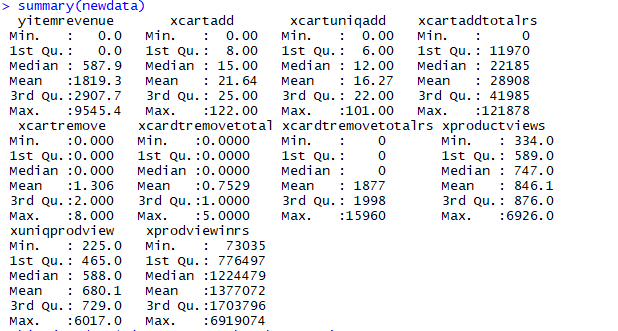 > summary(newdata)
yitemrevenue xcartadd xcartuniqadd xcartaddtotalrs
Min. : 0.0 Min. : 0.00 Min. : 0.00 Min. : 0
1st Qu.: 0.0 1st Qu.: 8.00 1st Qu.: 6.00 1st Qu.: 11970
Median : 587.9 Median : 15.00 Median : 12.00 Median : 22185
Mean :1819.3 Mean : 21.64 Mean : 16.27 Mean : 28908
3rd Qu.:2907.7 3rd Qu.: 25.00 3rd Qu.: 22.00 3rd Qu.: 41985
Max. :9545.4 Max. :122.00 Max. :101.00 Max. :121878
xcartremove xcardtremovetotal xcardtremovetotalrs xproductviews
Min. :0.000 Min. :0.0000 Min. : 0 Min. : 334.0
1st Qu.:0.000 1st Qu.:0.0000 1st Qu.: 0 1st Qu.: 589.0
Median :0.000 Median :0.0000 Median : 0 Median : 747.0
Mean :1.306 Mean :0.7529 Mean : 1877 Mean : 846.1
3rd Qu.:2.000 3rd Qu.:1.0000 3rd Qu.: 1998 3rd Qu.: 876.0
Max. :8.000 Max. :5.0000 Max. :15960 Max. :6926.0
xuniqprodview xprodviewinrs
Min. : 225.0 Min. : 73035
1st Qu.: 465.0 1st Qu.: 776497
Median : 588.0 Median :1224479
Mean : 680.1 Mean :1377072
3rd Qu.: 729.0 3rd Qu.:1703796
Max. :6017.0 Max. :6919074